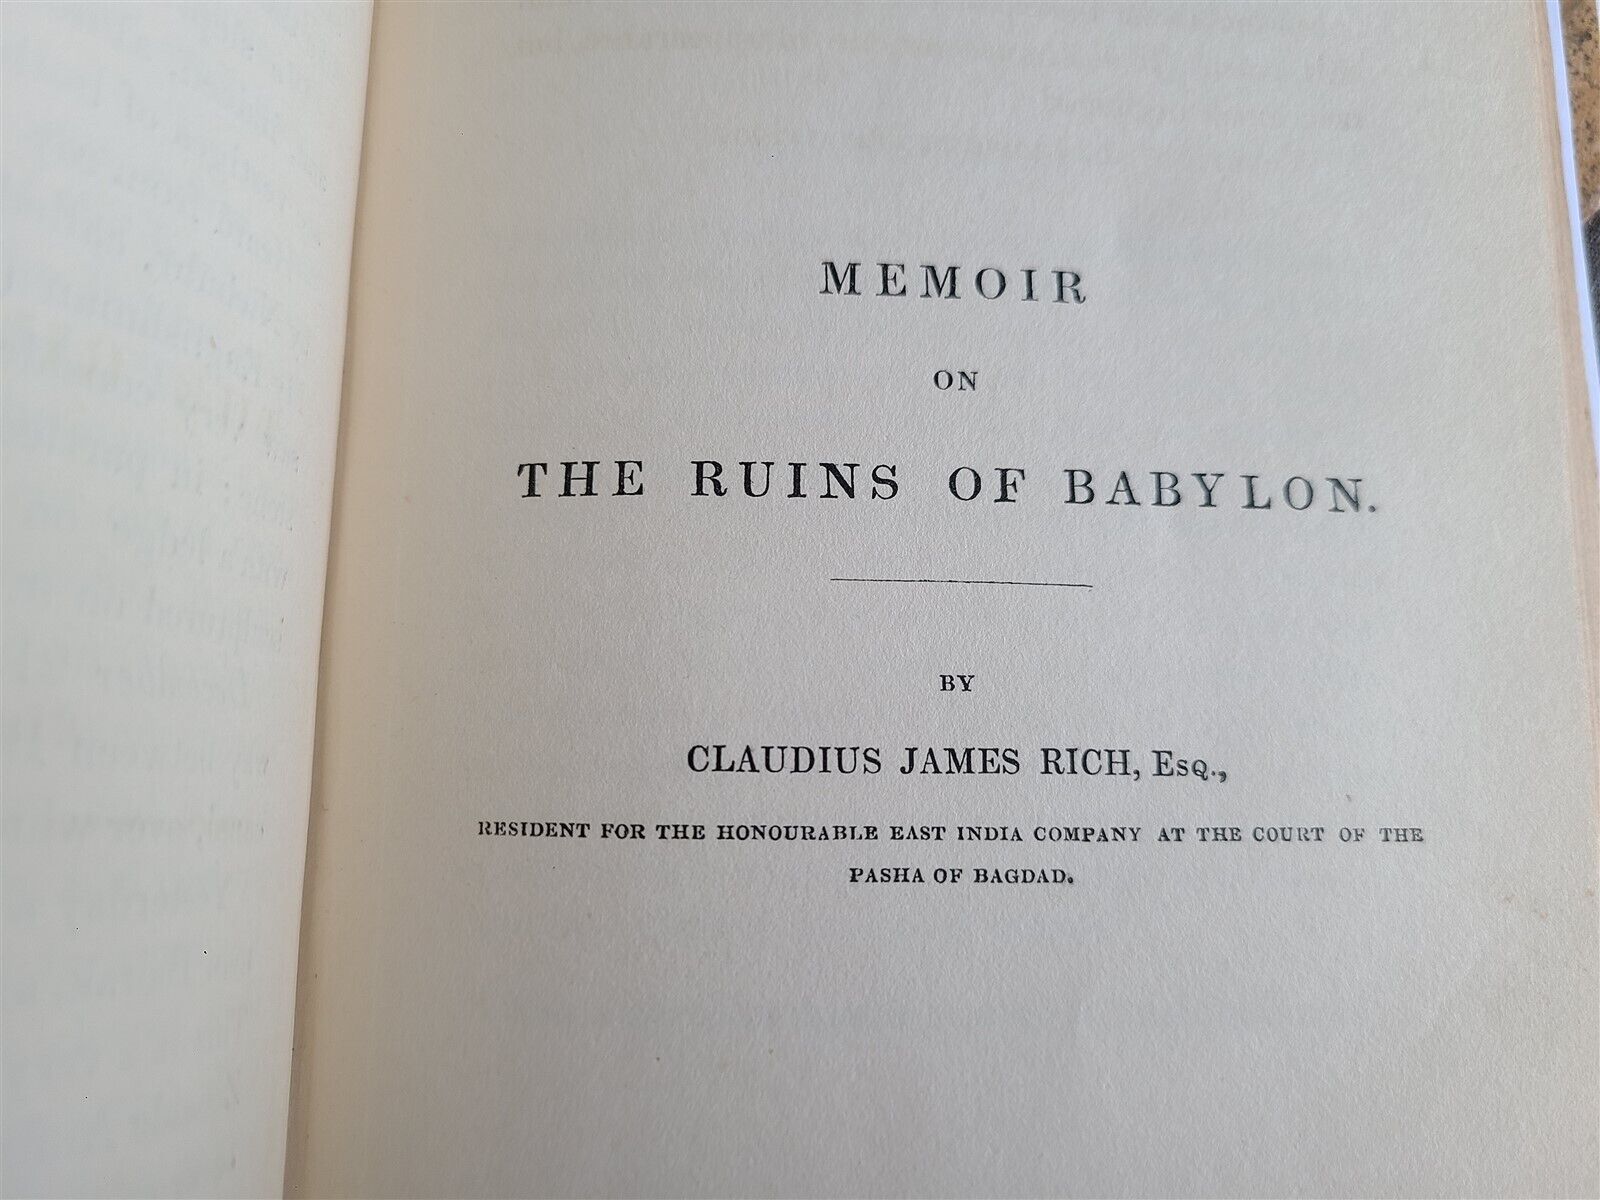 MEMOIR
ON
THE RUINS OF BABYLON.
BY
CLAUDIUS JAMES RICH, Esq.,
RESIDENT FOR THE HONOURABLE EAST INDIA COMPANY AT THE COURT OF THE
PASHA OF BAGDAD.